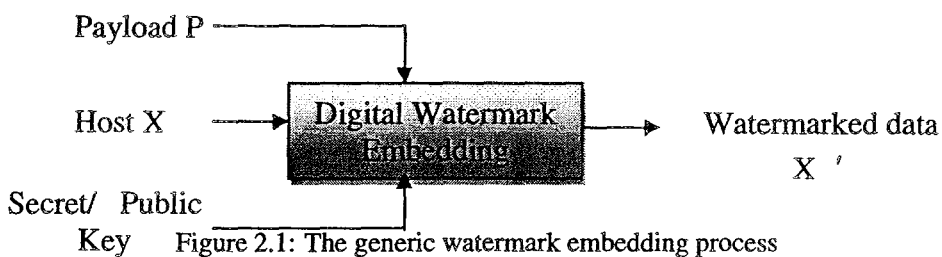 Payload P
Host X
Digital Watermark
Embedding
Watermarked data
X '
Secret/ Public
Key
Figure 2.1: The generic watermark embedding process